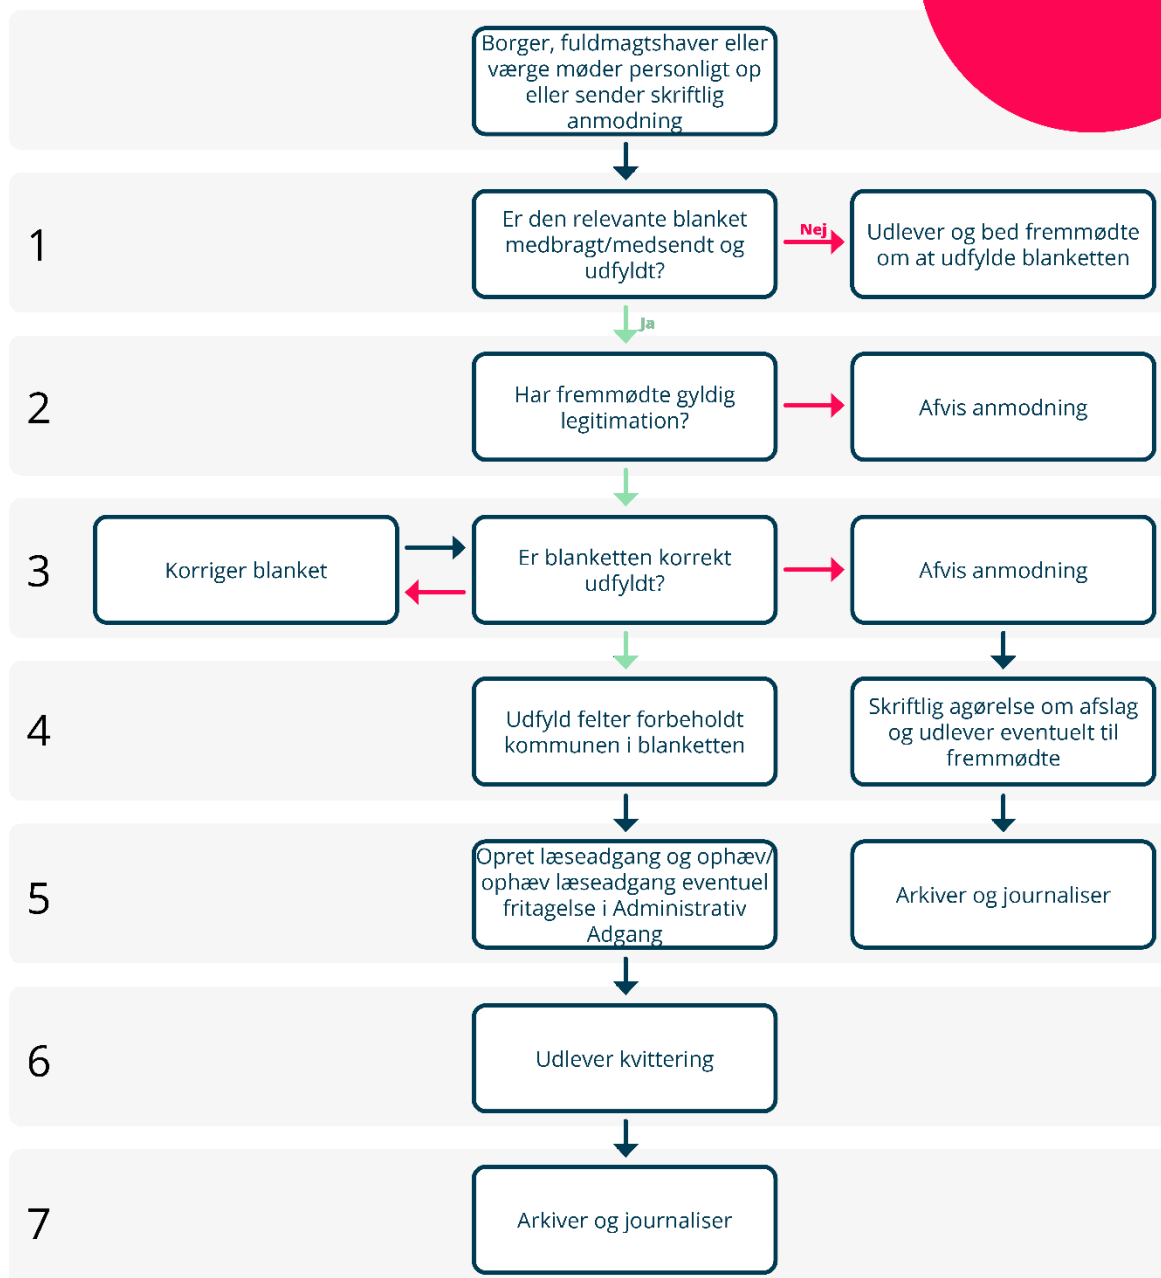 Borger, fuldmagtshaver eller
værge møder personligt op
eller sender skriftlig
anmodning
1
Er den relevante blanket
medbragt/medsendt og
udfyldt?
Nej
Udlever og bed fremmødte
om at udfylde blanketten
Ja
2
Har fremmødte gyldig
legitimation?
Afvis anmodning
3
Korriger blanket
Er blanketten korrekt
udfyldt?
Afvis anmodning
4
Udfyld felter forbeholdt
kommunen i blanketten
Skriftlig agørelse om afslag
og udlever eventuelt til
fremmødte
5
Opret læseadgang og ophæv/
ophæv læseadgang eventuel
fritagelse i Administrativ
Adgang
Arkiver og journaliser
6
Udlever kvittering
7
Arkiver og journaliser